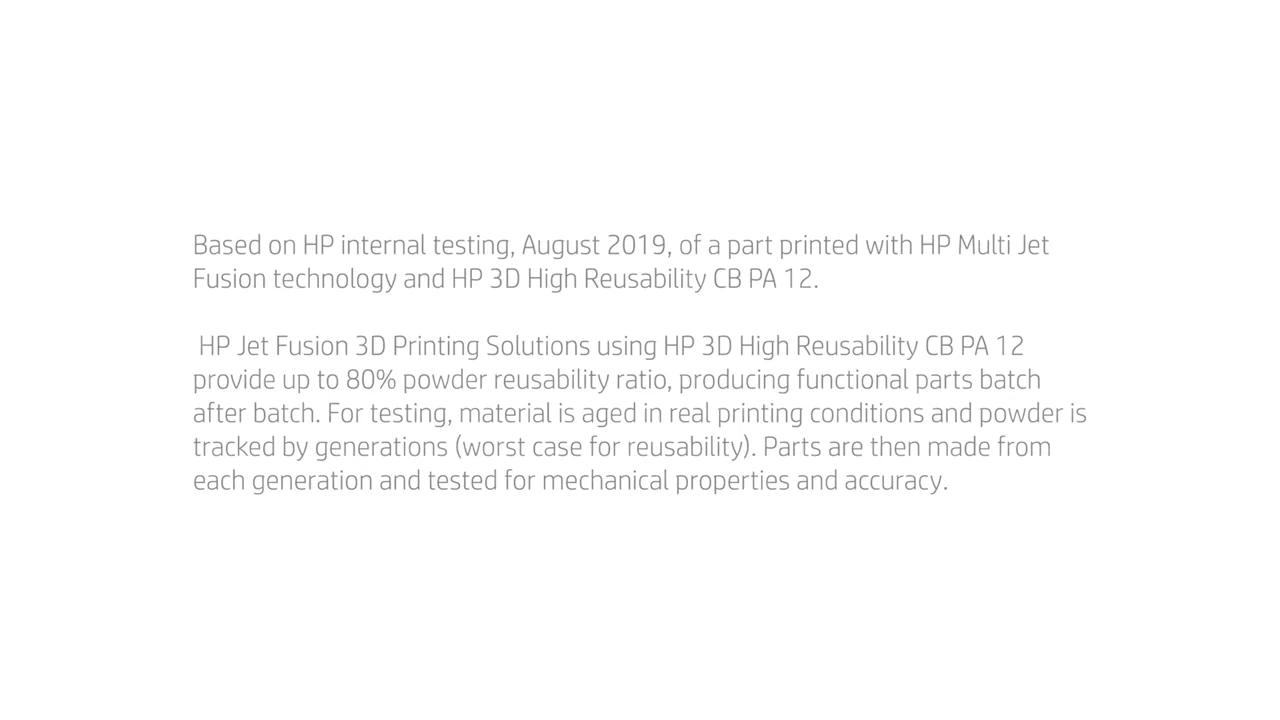 Based on HP internal testing, August 2019, of a part printed with HP Multi Jet
Fusion technology and HP 3D High Reusability CB PA 12.
HP Jet Fusion 3D Printing Solutions using HP 3D High Reusability CB PA 12
provide up to 80% powder reusability ratio, producing functional parts batch
after batch. For testing, material is aged in real printing conditions and powder is
tracked by generations (worst case for reusability). Parts are then made from
each generation and tested for mechanical properties and accuracy.